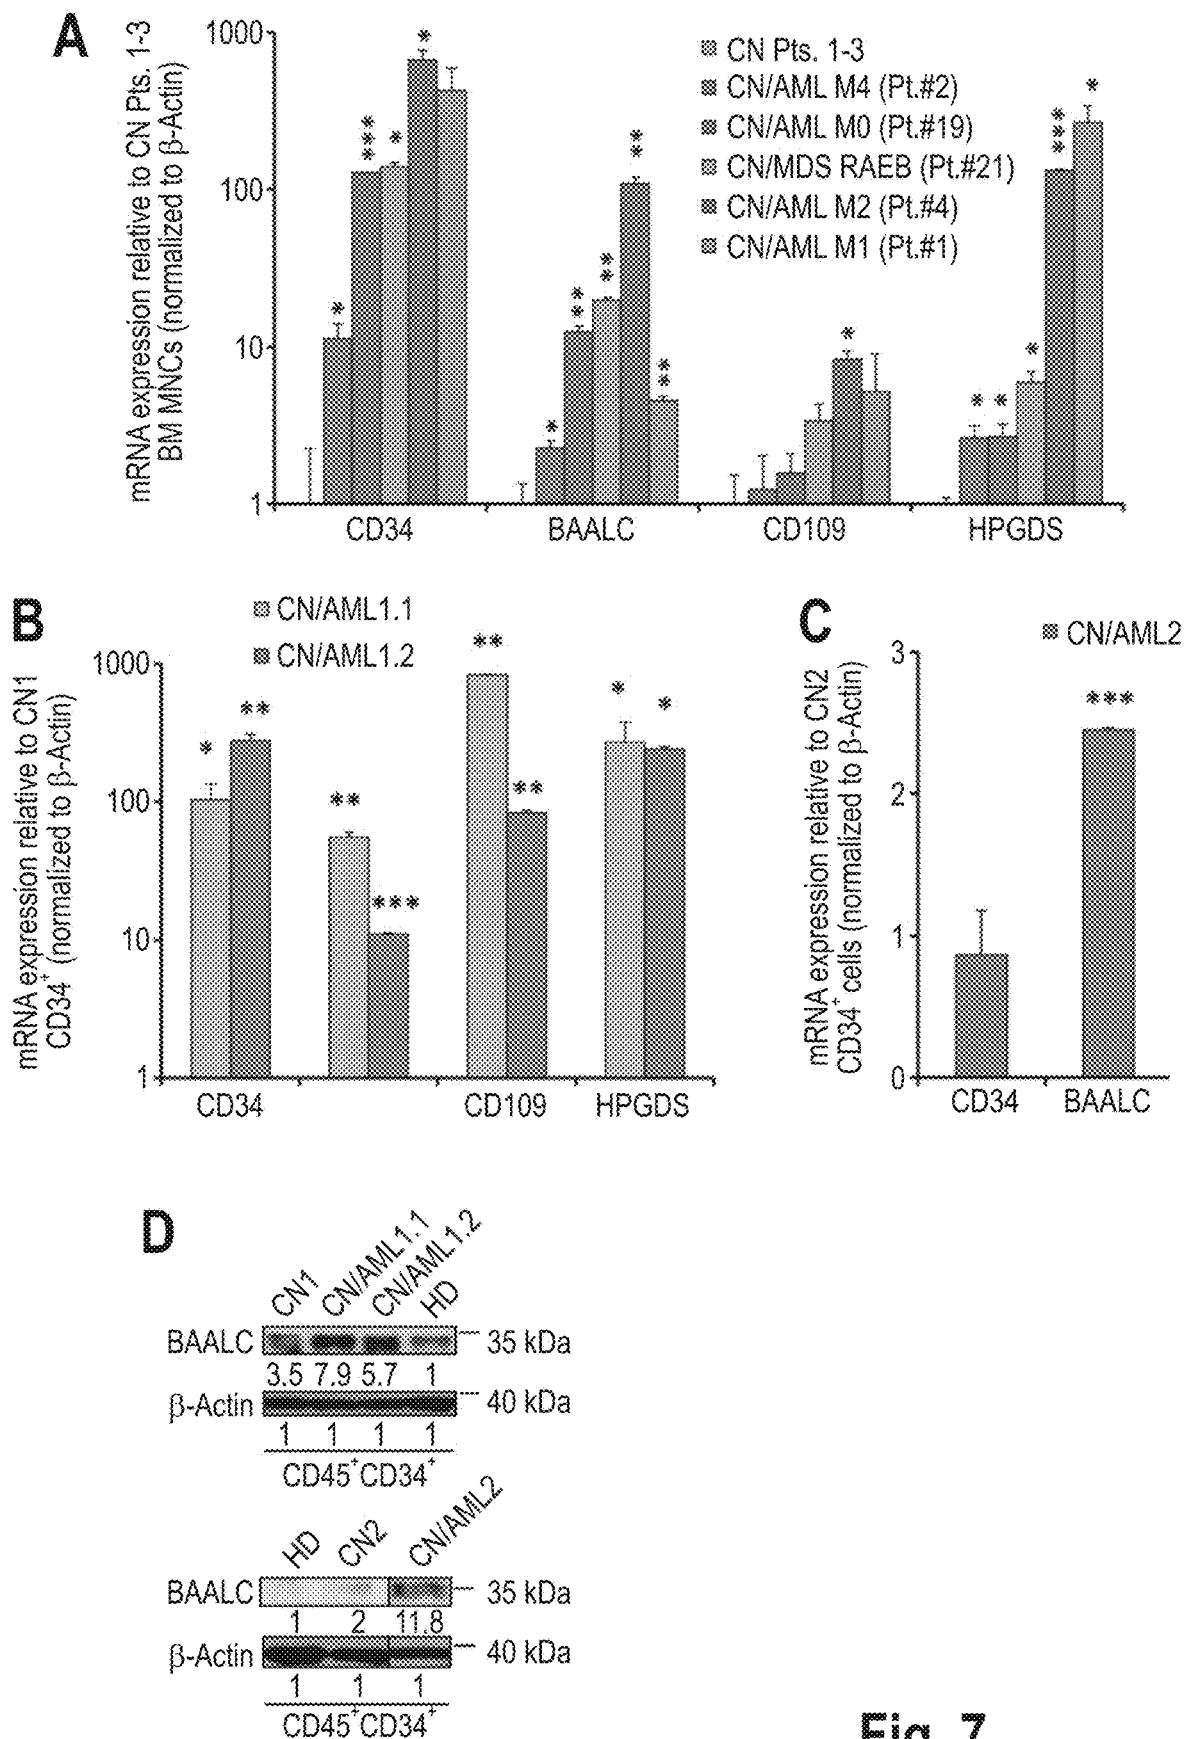 A
mRNA expression relative to CN Pts. 1-3
BM MNCs (normalized to β-Actin)
1000
100
10
1
CN Pts. 1-3
CN/AML M4 (Pt.#2)
CN/AML M0 (Pt.#19)
CN/MDS RAEB (Pt.#21)
CN/AML M2 (Pt.#4)
CN/AML M1 (Pt.#1)
* *** * *
* ** ** ** **
*
* * * *** *
CD34 BAALC CD109 HPGDS
B
mRNA expression relative to CN1
CD34+ (normalized to β-Actin)
CN/AML1.1
CN/AML1.2
1000
100
10
1
* **
** ***
** **
* *
CD34 CD109 HPGDS
C
mRNA expression relative to CN2
CD34+ cells (normalized to β-Actin)
CN/AML2
3
2
1
0
***
CD34 BAALC
D
CN1 CN/AML1.1 CN/AML1.2 HD
BAALC 35 kDa
3.5 7.9 5.7 1
β-Actin 40 kDa
1 1 1 1
CD45+CD34+
HD CN2 CN/AML2
BAALC 35 kDa
1 2 11.8
β-Actin 40 kDa
1 1 1
CD45+CD34+
Fig. 7